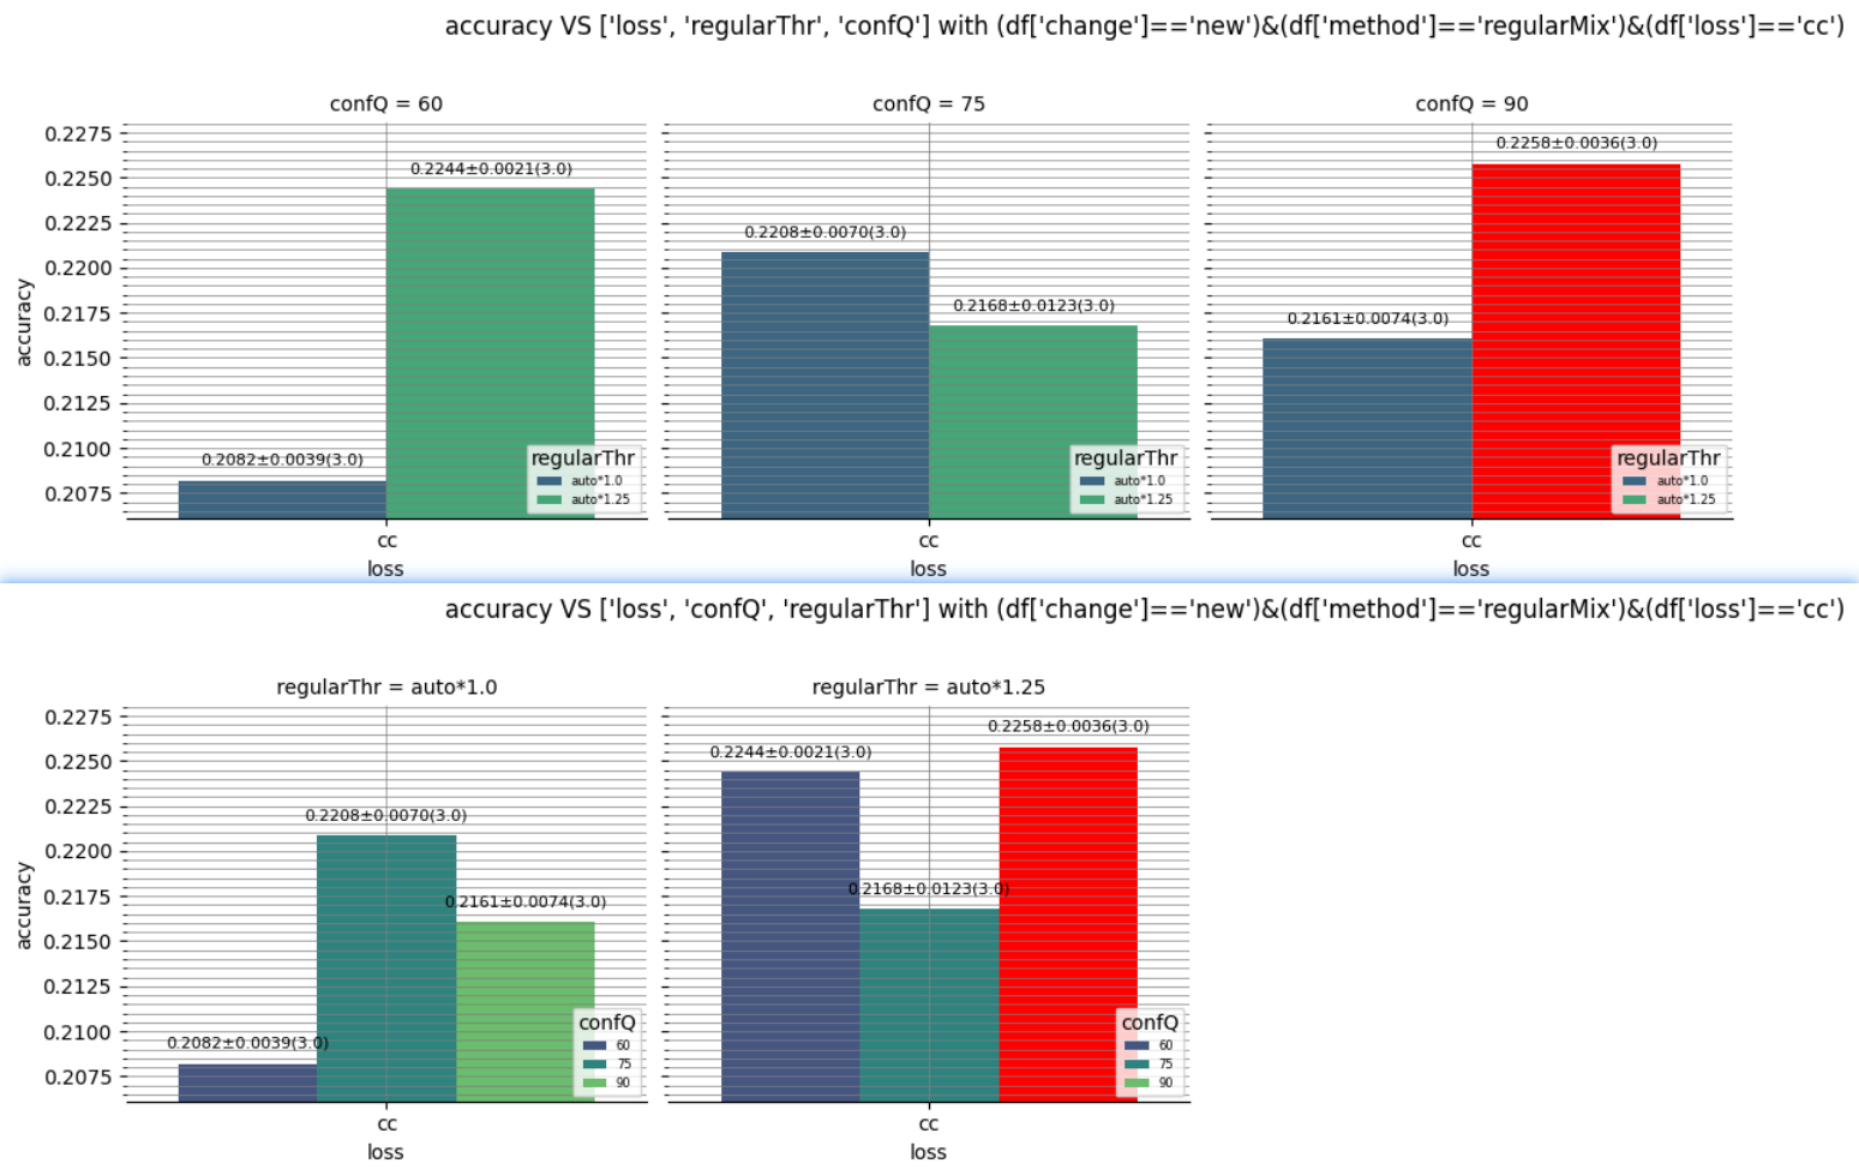 accuracy VS ['loss', 'regularThr', 'confQ'] with (df['change']=='new')&(df['method']=='regularMix')&(df['loss']=='cc')
confQ = 60
confQ = 75
confQ = 90
accuracy
0.2275
0.2250
0.2225
0.2200
0.2175
0.2150
0.2125
0.2100
0.2075
0.2082±0.0039(3.0)
0.2244±0.0021(3.0)
regularThr
auto*1.0
auto*1.25
cc
loss
0.2208±0.0070(3.0)
0.2168±0.0123(3.0)
regularThr
auto*1.0
auto*1.25
cc
loss
0.2161±0.0074(3.0)
0.2258±0.0036(3.0)
regularThr
auto*1.0
auto*1.25
cc
loss
accuracy VS ['loss', 'confQ', 'regularThr'] with (df['change']=='new')&(df['method']=='regularMix')&(df['loss']=='cc')
regularThr = auto*1.0
regularThr = auto*1.25
accuracy
0.2275
0.2250
0.2225
0.2200
0.2175
0.2150
0.2125
0.2100
0.2075
0.2082±0.0039(3.0)
0.2208±0.0070(3.0)
0.2161±0.0074(3.0)
confQ
60
75
90
cc
loss
0.2244±0.0021(3.0)
0.2168±0.0123(3.0)
0.2258±0.0036(3.0)
confQ
60
75
90
cc
loss